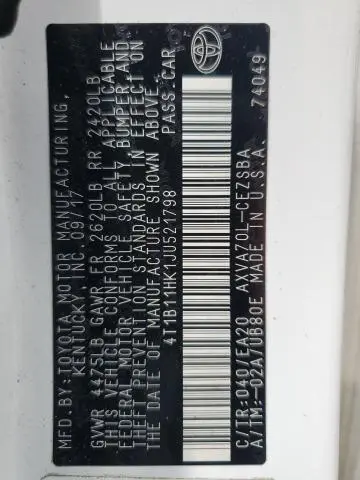 MFD.BY:TOYOTA MOTOR MANUFACTURING,
KENTUCKY, INC. 09/17
GVWR 4475LB GAWR FR 2620LB RR 2420LB
THIS VEHICLE CONFORMS TO ALL APPLICABLE
FEDERAL MOTOR VEHICLE SAFETY, BUMPER AND
THEFT PREVENTION STANDARDS IN EFFECT ON
THE DATE OF MANUFACTURE SHOWN ABOVE.
4T1B11HK1JU521798 PASS.CAR
C/TR:040/EA20 AXVA70L-CEZSBA
A/TM:-02A/UB80E MADE IN U.S.A. 74049